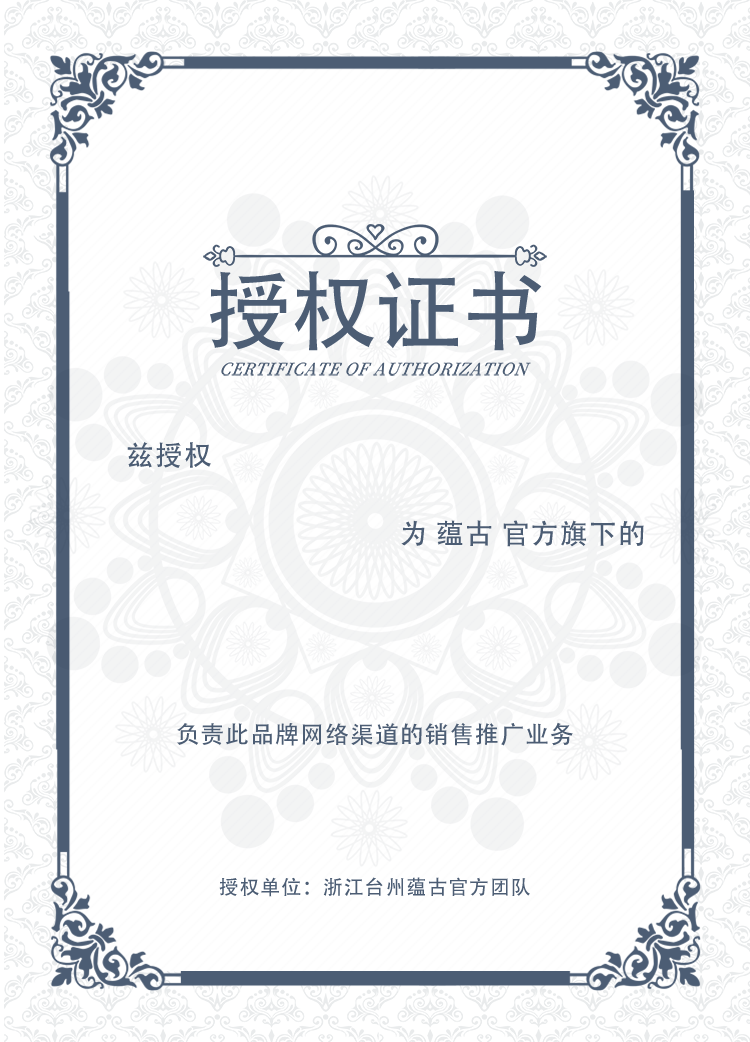 授权证书
CERTIFICATE OF AUTHORIZATION
兹授权
为 蕴古 官方旗下的
负责此品牌网络渠道的销售推广业务
授权单位：浙江台州蕴古官方团队